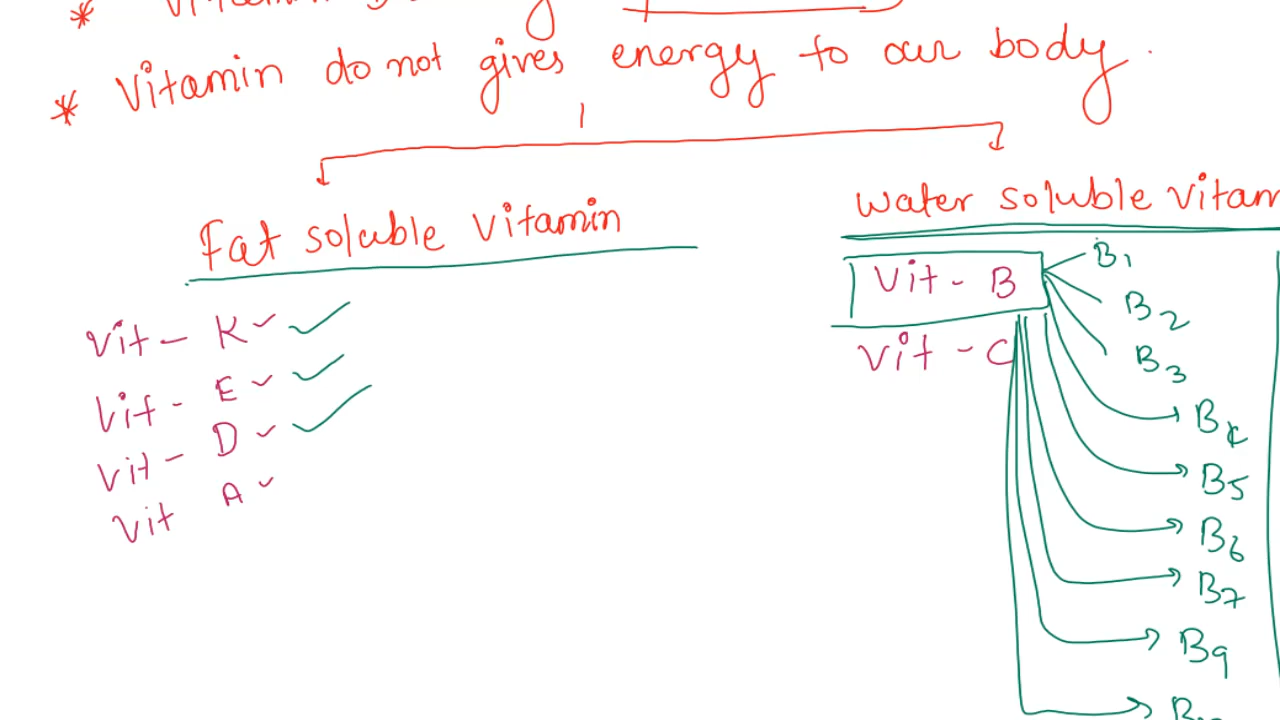 * Vitamin
* Vitamin do not gives energy to our body.
Fat soluble Vitamin
Water soluble vitam
Vit - K
Vit - E
Vit - D
Vit A
Vit - B
Vit - C
B1
B2
B3
B5
B6
B7
B9